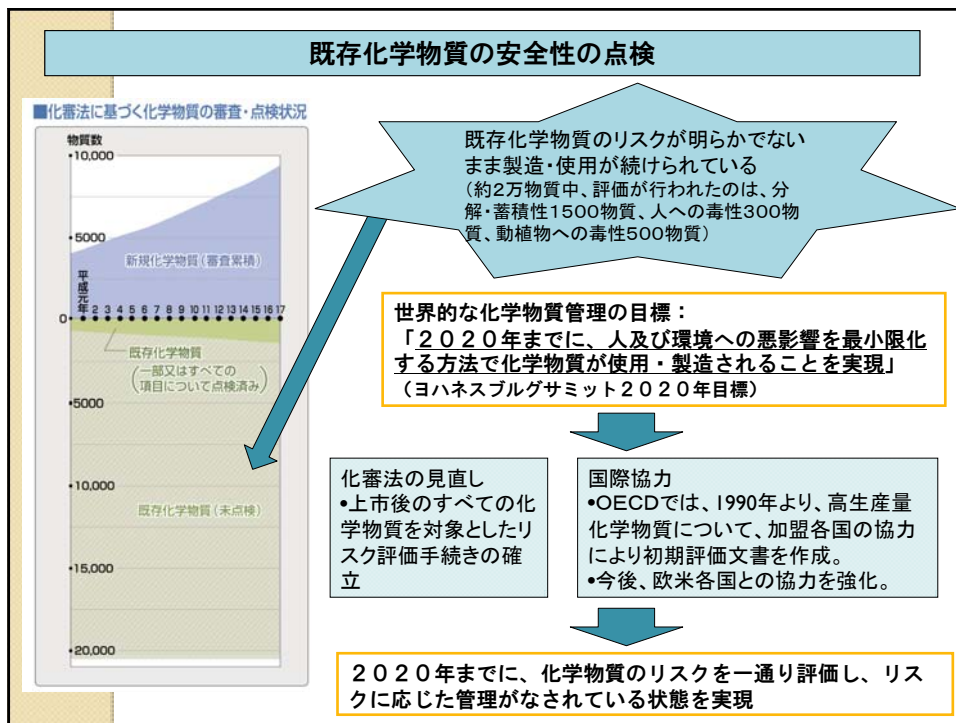 既存化学物質の安全性の点検
■化審法に基づく化学物質の審査・点検状況
物質数
•10,000
•5000
新規化学物質(審査累積)
平成元年 2 3 4 5 6 7 8 9 10 11 12 13 14 15 16 17
0
既存化学物質
(一部又はすべての
項目について点検済み)
•5000
•10,000
既存化学物質(未点検)
•15,000
•20,000
既存化学物質のリスクが明らかでない
まま製造・使用が続けられている
(約2万物質中、評価が行われたのは、分
解・蓄積性1500物質、人への毒性300物
質、動植物への毒性500物質)
世界的な化学物質管理の目標:
「2020年までに、人及び環境への悪影響を最小限化
する方法で化学物質が使用・製造されることを実現」
(ヨハネスブルグサミット2020年目標)
化審法の見直し
•上市後のすべての化
学物質を対象としたリ
スク評価手続きの確
立
国際協力
•OECDでは、1990年より、高生産量
化学物質について、加盟各国の協力
により初期評価文書を作成。
•今後、欧米各国との協力を強化。
2020年までに、化学物質のリスクを一通り評価し、リス
クに応じた管理がなされている状態を実現